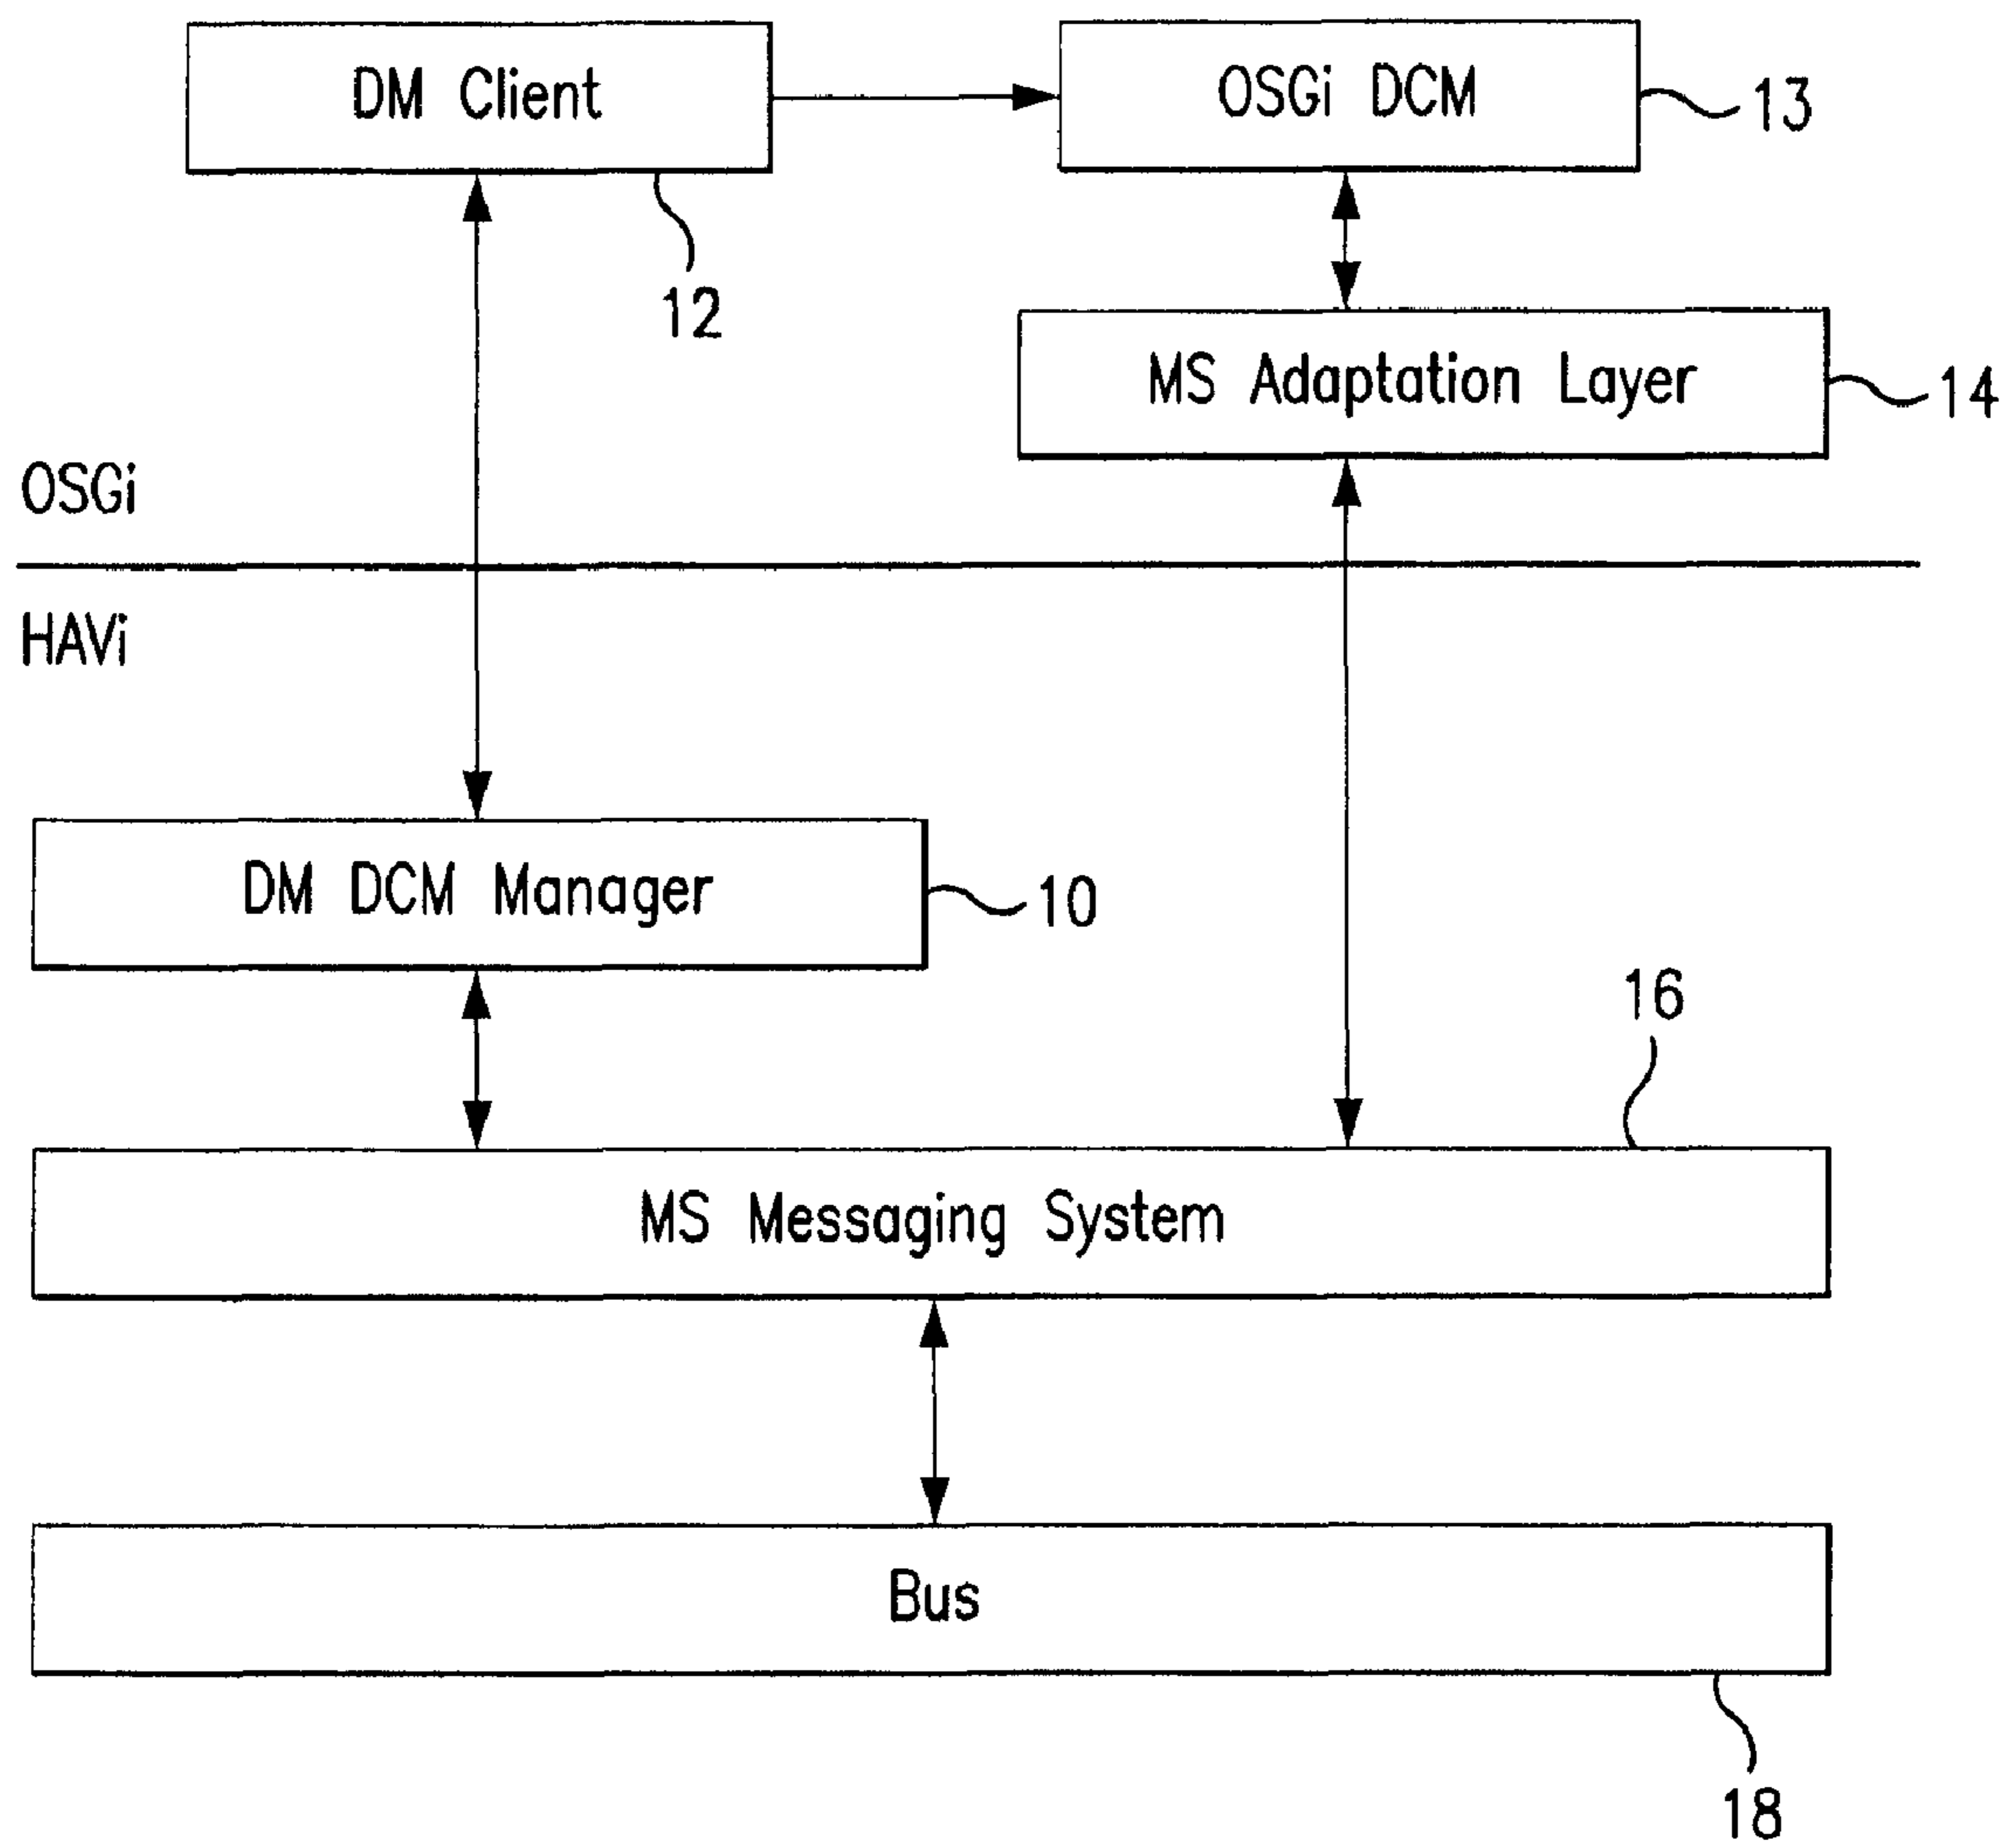 DM Client
OSGi DCM
13
12
MS Adaptation Layer
14
OSGi
HAVi
DM DCM Manager
10
16
MS Messaging System
Bus
18